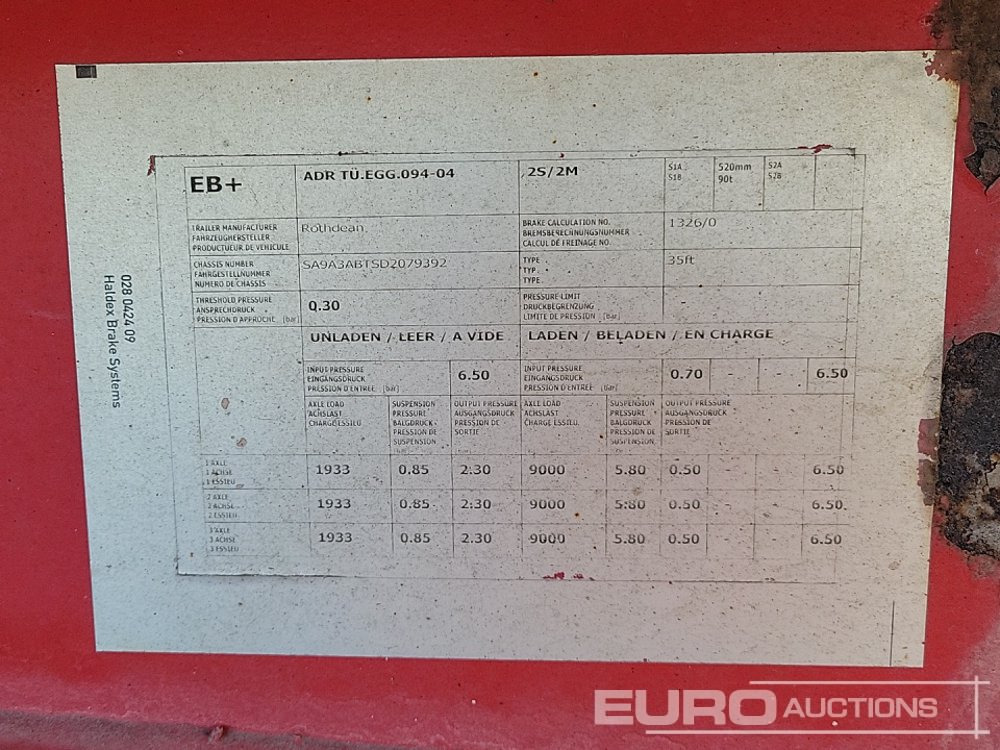 EB+
ADR TÜ.EGG.094-04
2S/2M
S1A
S1B
520mm
90t
S2A
S2B
TRAILER MANUFACTURER
FAHRZEUGHERSTELLER
PRODUCTUEUR DE VEHICULE
Rothdean
BRAKE CALCULATION NO.
BREMSBERECHNUNGSNUMMER
CALCUL DE FREINAGE NO.
1326/0
CHASSIS NUMBER
FAHRGESTELLNUMMER
NUMERO DE CHASSIS
SA9A3ABTSD2079392
TYPE
TYP
TYPE
35ft
THRESHOLD PRESSURE
ANSPRECHDRUCK
PRESSION D'APPROCHE [bar]
0.30
PRESSURE LIMIT
DRUCKBEGRENZUNG
LIMITE DE PRESSION [bar]
-
UNLADEN / LEER / A VIDE
LADEN / BELADEN / EN CHARGE
INPUT PRESSURE
EINGANGSDRUCK
PRESSION D'ENTREE [bar]
6.50
INPUT PRESSURE
EINGANGSDRUCK
PRESSION D'ENTREE [bar]
0.70 - - 6.50
AXLE LOAD
ACHSLAST
CHARGE ESSIEU
SUSPENSION
PRESSURE
BALGDRUCK
PRESSION DE
SUSPENSION
OUTPUT PRESSURE
AUSGANGSDRUCK
PRESSION DE
SORTIE
AXLE LOAD
ACHSLAST
CHARGE ESSIEU
SUSPENSION
PRESSURE
BALGDRUCK
PRESSION DE
SUSPENSION
OUTPUT PRESSURE
AUSGANGSDRUCK
PRESSION DE
SORTIE
1 AXLE
1 ACHSE
1 ESSIEU
1933 0.85 2.30 9000 5.80 0.50 - - 6.50
2 AXLE
2 ACHSE
2 ESSIEU
1933 0.85 2.30 9000 5.80 0.50 - - 6.50
3 AXLE
3 ACHSE
3 ESSIEU
1933 0.85 2.30 9000 5.80 0.50 - - 6.50
028 0424 09
Haldex Brake Systems
EURO AUCTIONS